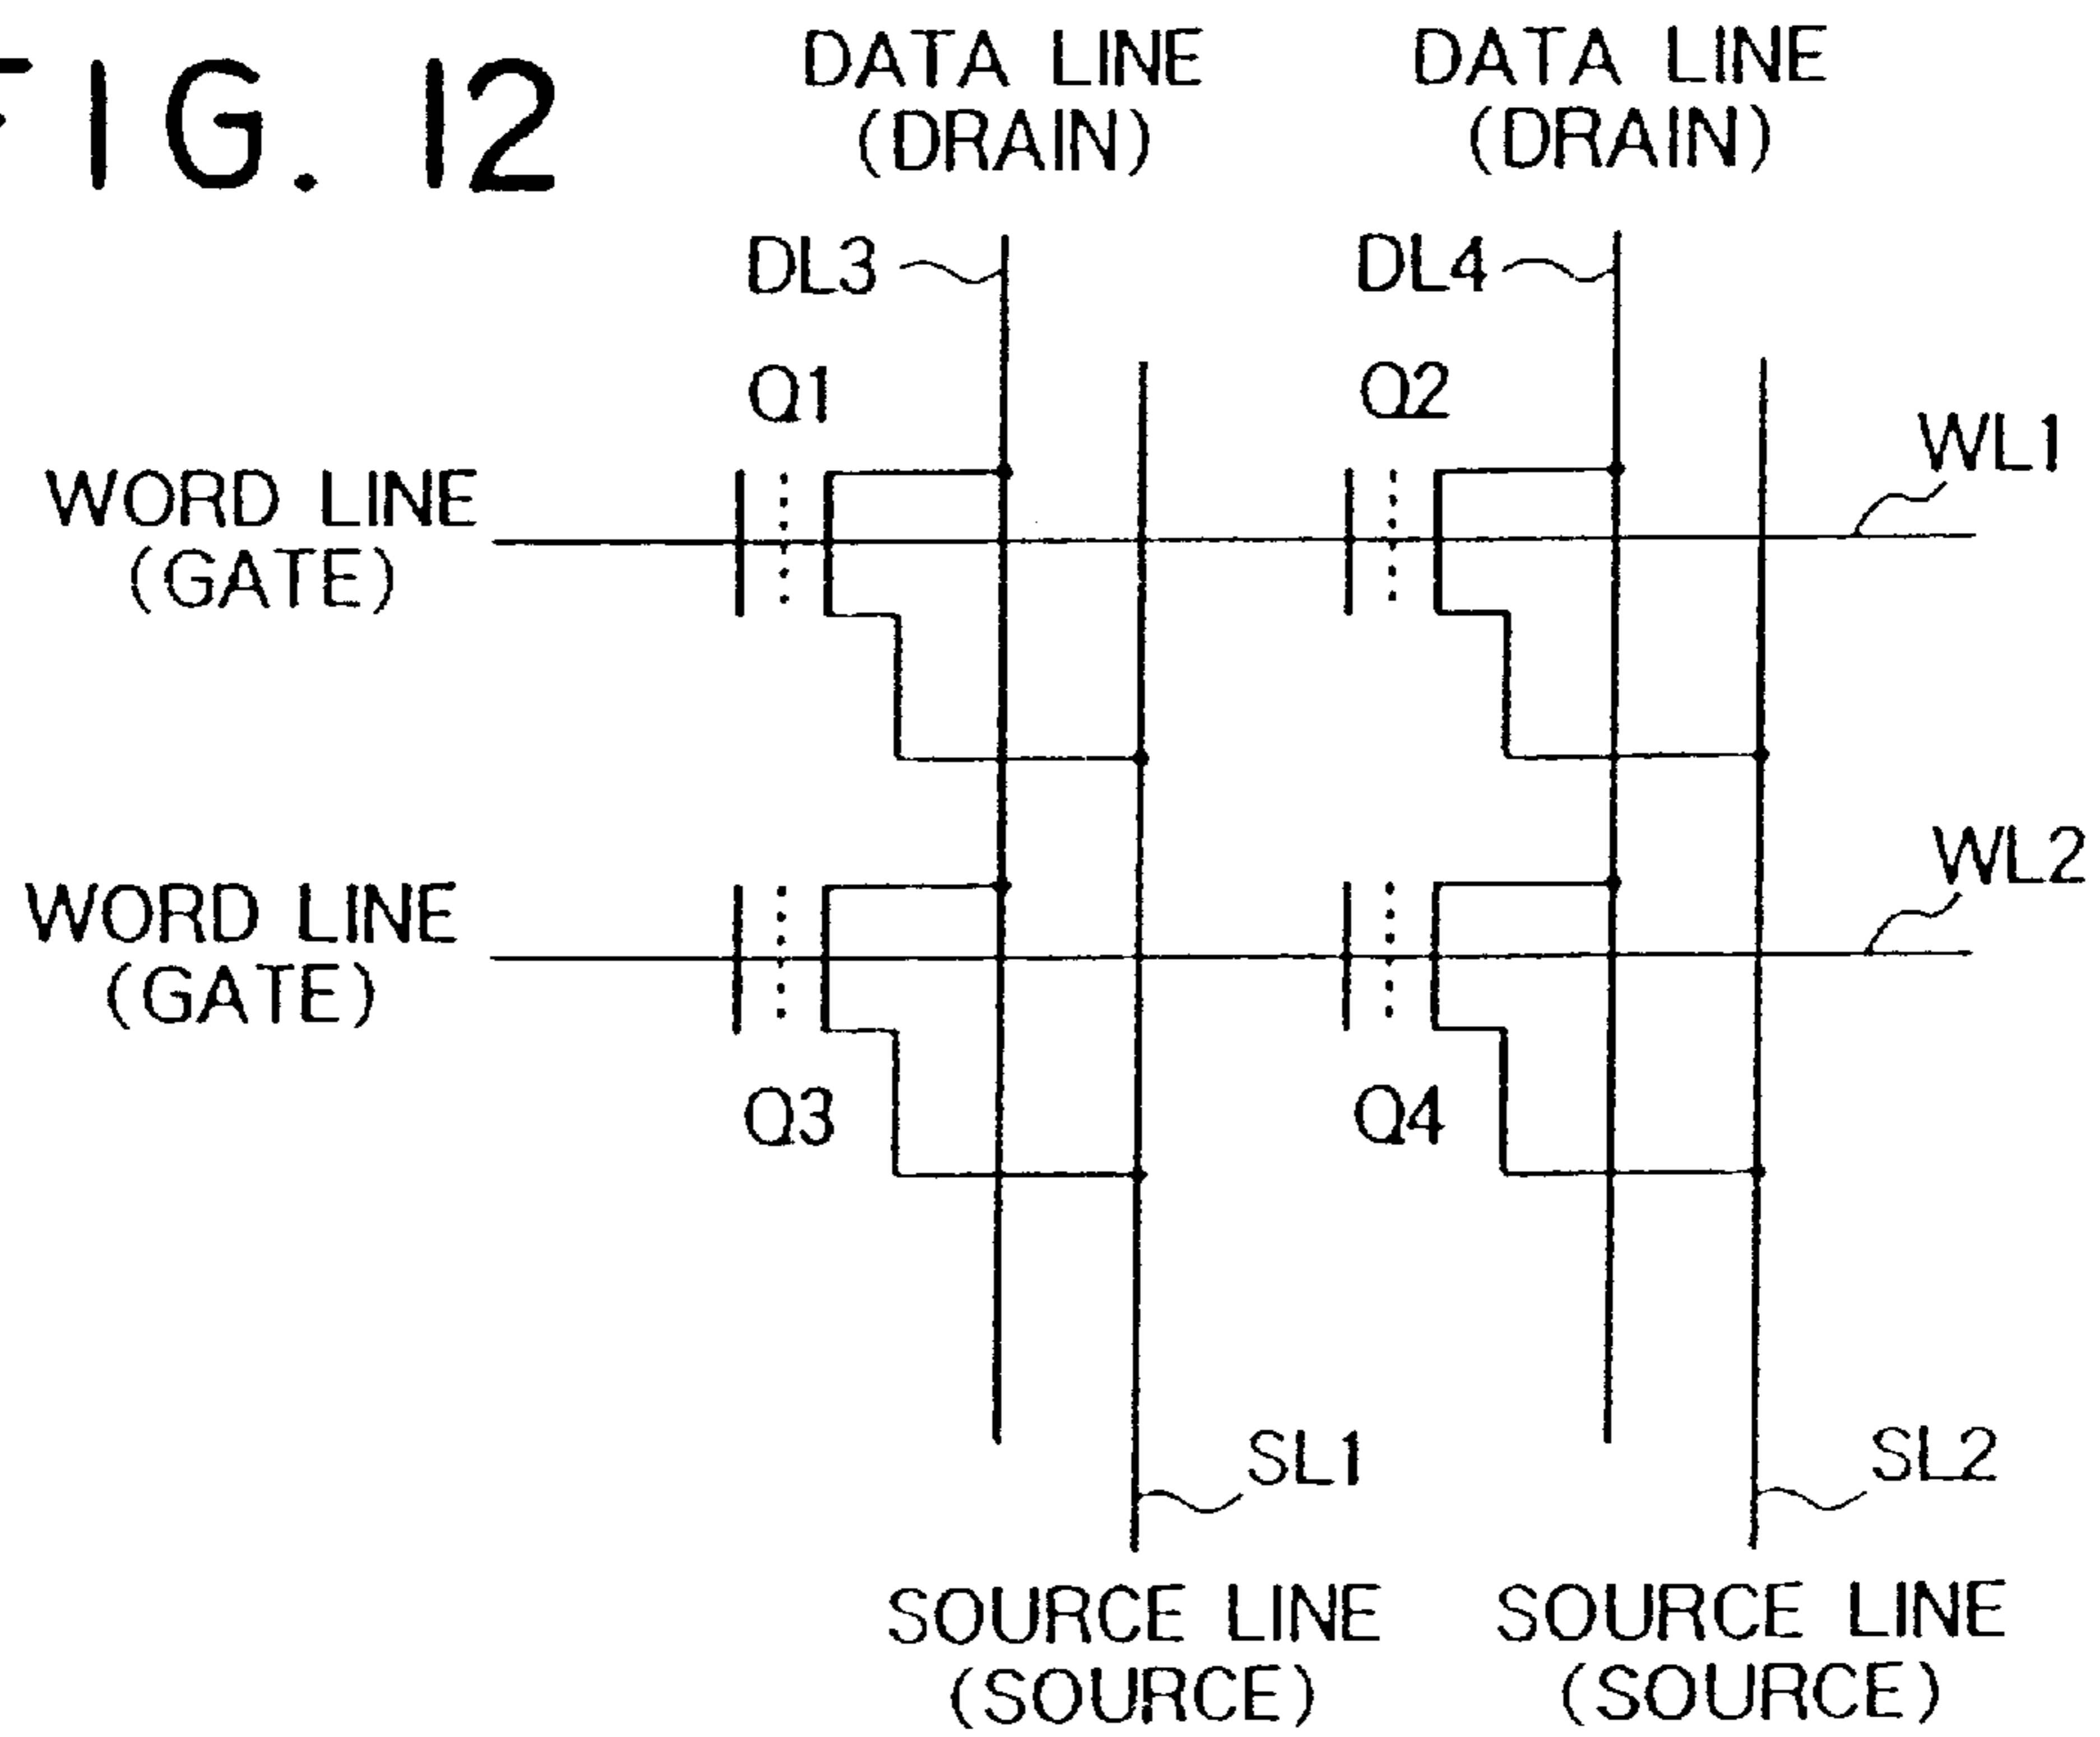 FIG. 12
DATA LINE
(DRAIN)
DATA LINE
(DRAIN)
DL3
DL4
Q1
Q2
WL1
WORD LINE
(GATE)
WL2
WORD LINE
(GATE)
Q3
Q4
SL1
SL2
SOURCE LINE
(SOURCE)
SOURCE LINE
(SOURCE)